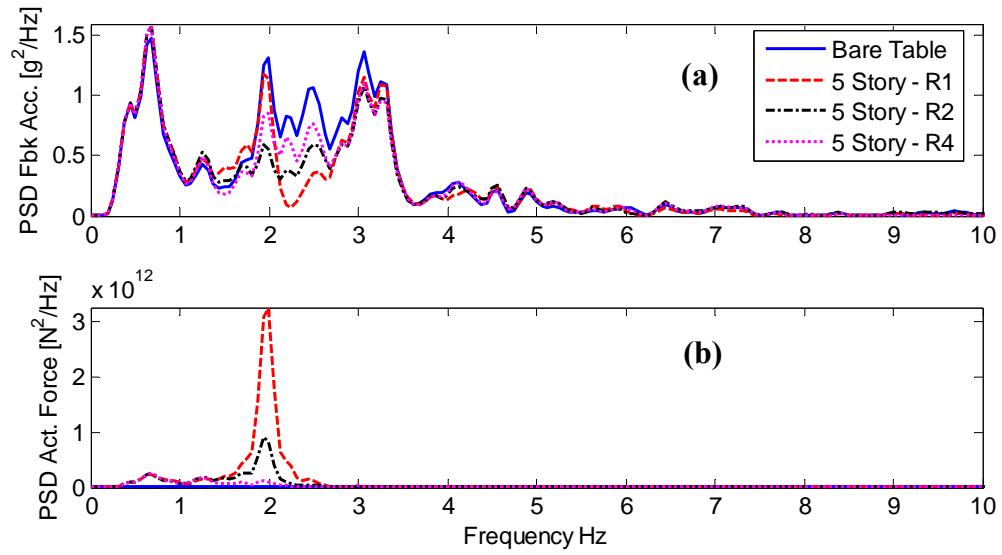 PSD Fbk Acc. [g²/Hz]
1.5
1
0.5
0
(a)
Bare Table
5 Story - R1
5 Story - R2
5 Story - R4
0 1 2 3 4 5 6 7 8 9 10
x 10¹²
PSD Act. Force [N²/Hz]
3
2
1
0
(b)
0 1 2 3 4 5 6 7 8 9 10
Frequency Hz